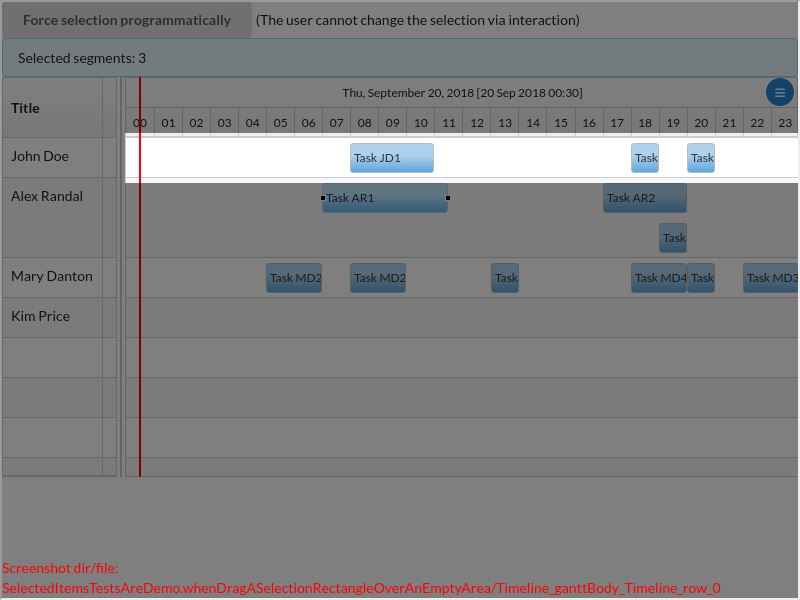 Force selection programmatically (The user cannot change the selection via interaction)
Selected segments: 3
Title
Thu, September 20, 2018 [20 Sep 2018 00:30]
00 01 02 03 04 05 06 07 08 09 10 11 12 13 14 15 16 17 18 19 20 21 22 23
John Doe Task JD1 Task Task
Alex Randal Task AR1 Task AR2
Task
Mary Danton Task MD2 Task MD2 Task Task MD4 Task Task MD3
Kim Price
Screenshot dir/file:
SelectedItemsTestsAreDemo.whenDragASelectionRectangleOverAnEmptyArea/Timeline_ganttBody_Timeline_row_0